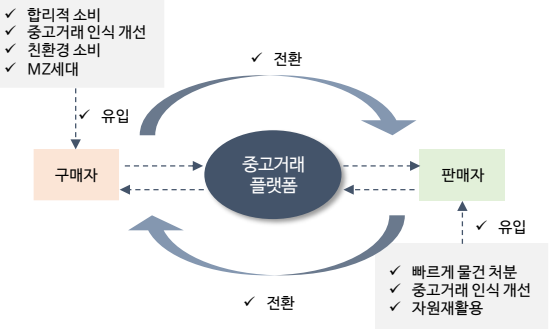 ✓ 합리적 소비
✓ 중고거래 인식 개선
✓ 친환경 소비
✓ MZ세대
✓ 전환
✓ 유입
구매자
중고거래
플랫폼
판매자
✓ 유입
✓ 전환
✓ 빠르게 물건 처분
✓ 중고거래 인식 개선
✓ 자원재활용